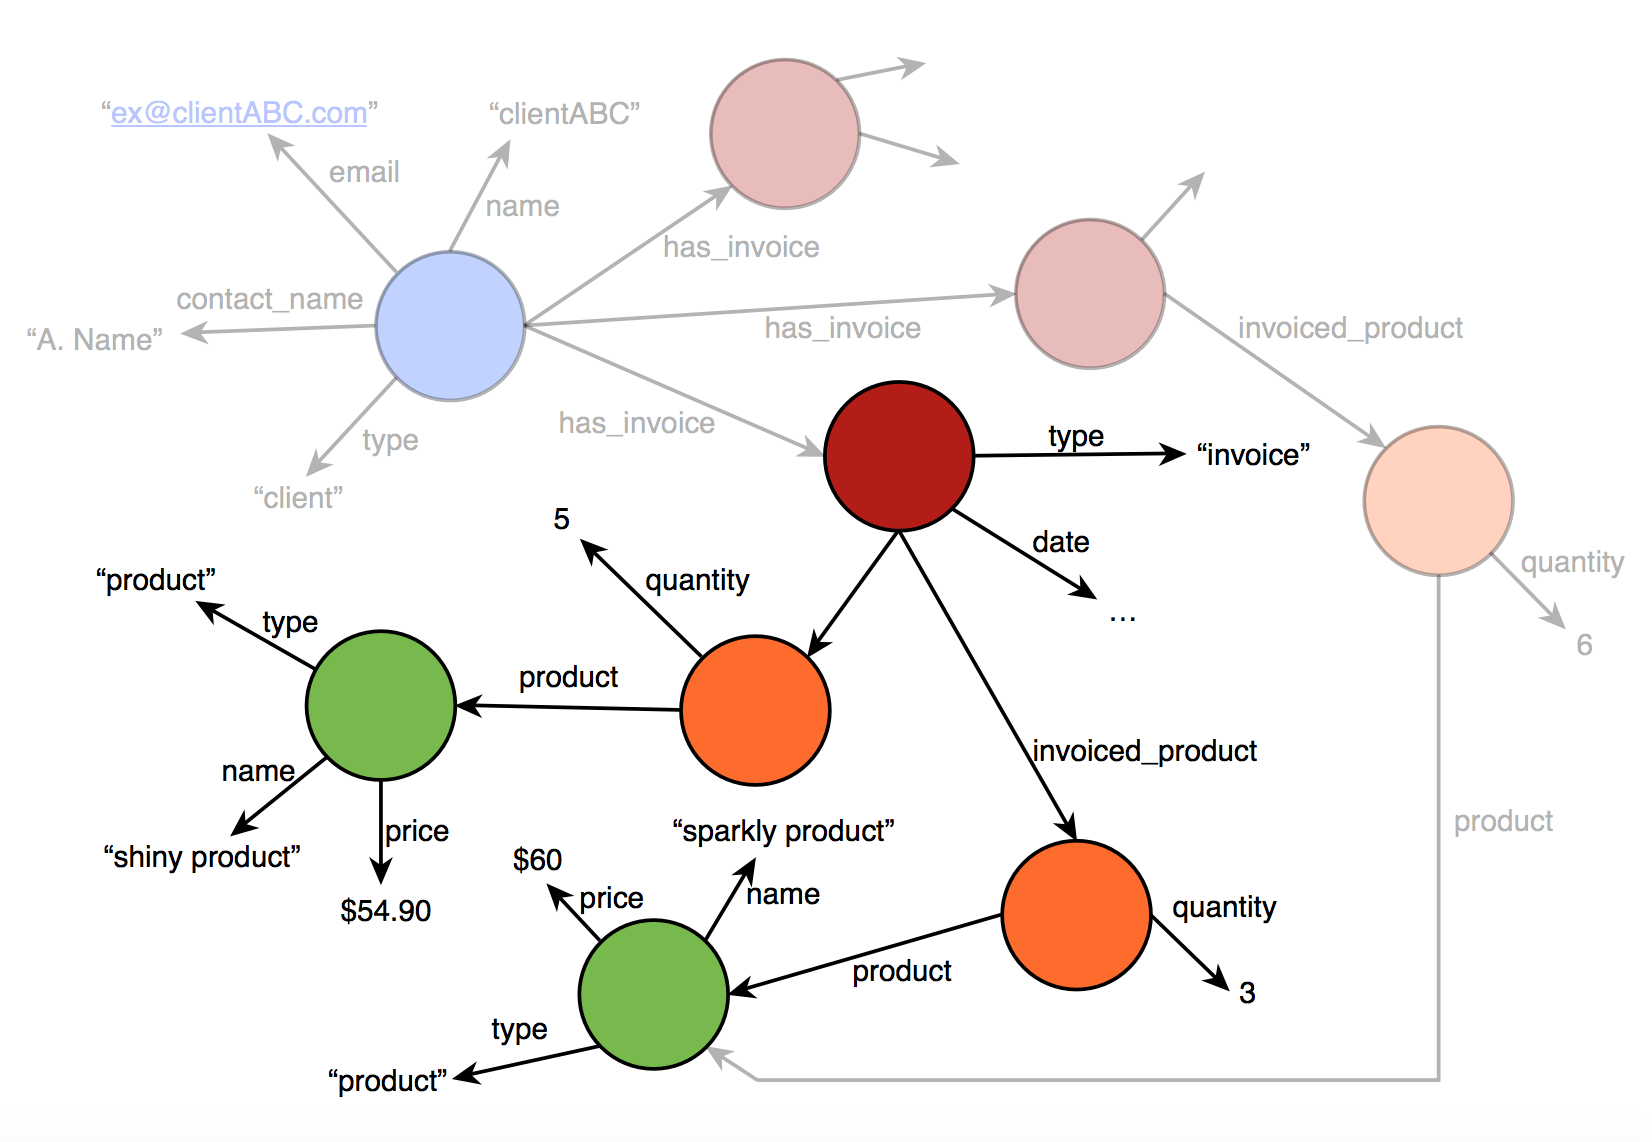 “ex@clientABC.com”
“clientABC”
email
name
has_invoice
contact_name
“A. Name”
has_invoice
invoiced_product
type
has_invoice
“client”
type
“invoice”
5
date
quantity
...
quantity
6
“product”
type
product
name
“shiny product”
price
$54.90
invoiced_product
product
“sparkly product”
$60
price
name
quantity
product
3
type
“product”